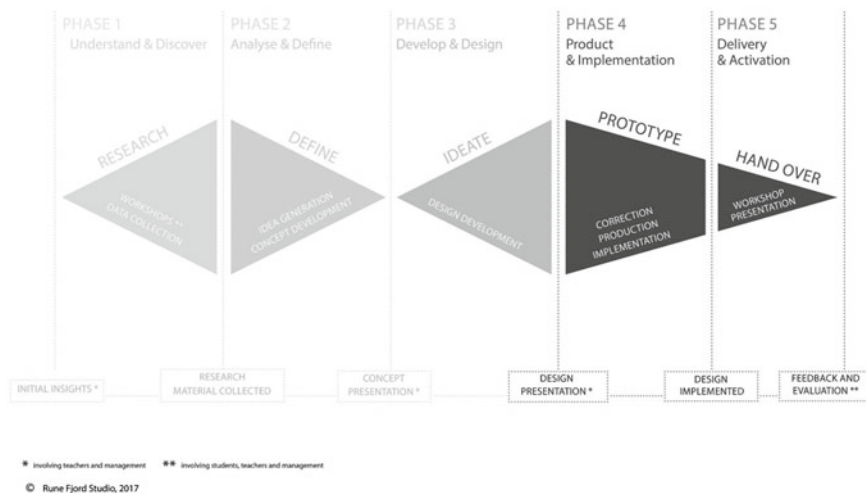 PHASE 1
Understand & Discover
PHASE 2
Analyse & Define
PHASE 3
Develop & Design
PHASE 4
Product
& Implementation
PHASE 5
Delivery
& Activation
RESEARCH
WORKSHOPS **
DATA COLLECTION
DEFINE
IDEA GENERATION
CONCEPT DEVELOPMENT
IDEATE
DESIGN DEVELOPMENT
PROTOTYPE
CORRECTION
PRODUCTION
IMPLEMENTATION
HAND OVER
WORKSHOP
PRESENTATION
INITIAL INSIGHTS *
RESEARCH
MATERIAL COLLECTED
CONCEPT
PRESENTATION *
DESIGN
PRESENTATION *
DESIGN
IMPLEMENTED
FEEDBACK AND
EVALUATION **
* involving teachers and management ** involving students, teachers and management
© Rune Fjord Studio, 2017